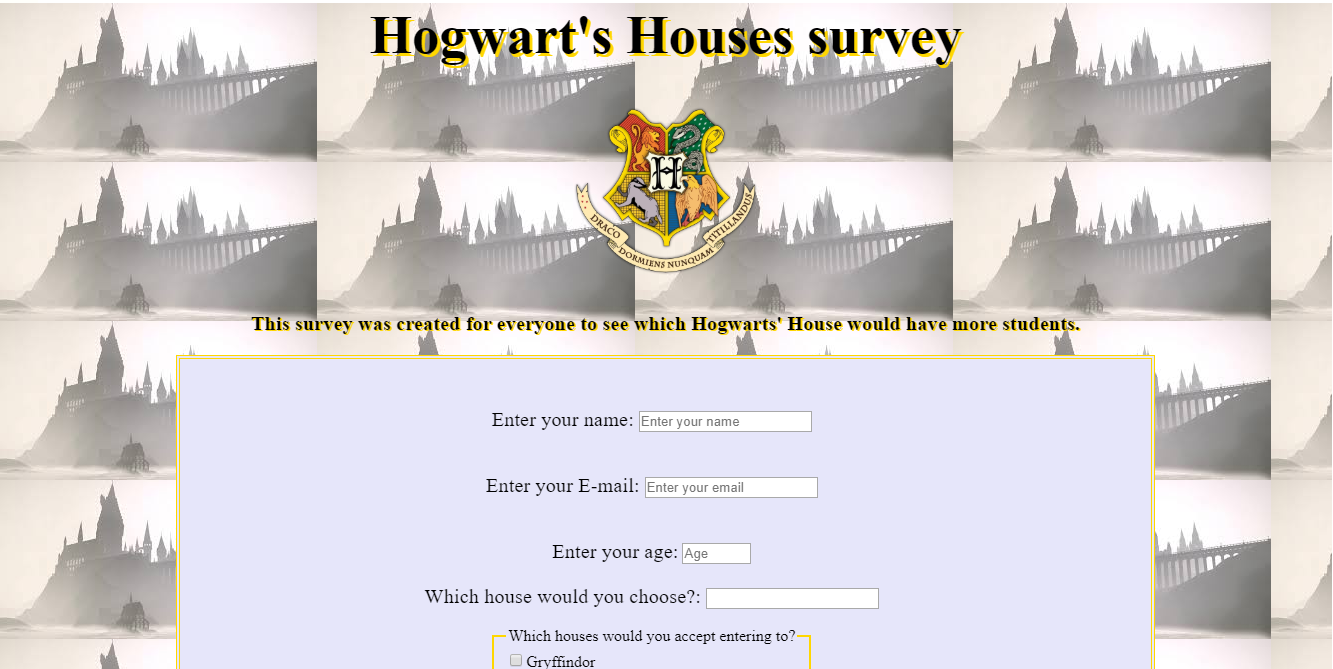 Hogwart's Houses survey
H
DRACO DORMIENS NUNQUAM TITILLANDUS
This survey was created for everyone to see which Hogwarts' House would have more students.
Enter your name: Enter your name
Enter your E-mail: Enter your email
Enter your age: Age
Which house would you choose?:
Which houses would you accept entering to?
Gryffindor